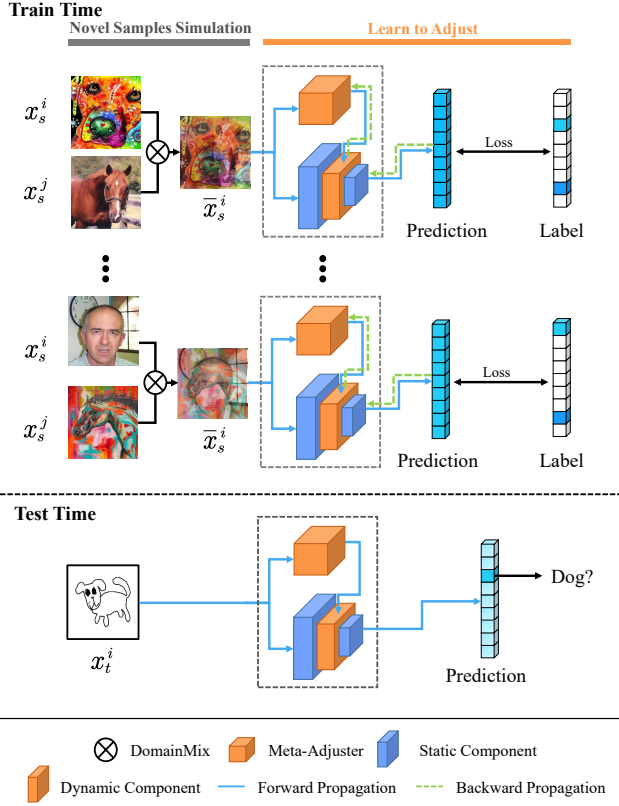 Train Time
Novel Samples Simulation
Learn to Adjust
x_s^i
x_s^j
x̅_s^i
Loss
Prediction
Label
x_s^i
x_s^j
x̅_s^i
Loss
Prediction
Label
Test Time
x_t^i
Dog?
Prediction
DomainMix
Meta-Adjuster
Static Component
Dynamic Component
Forward Propagation
Backward Propagation